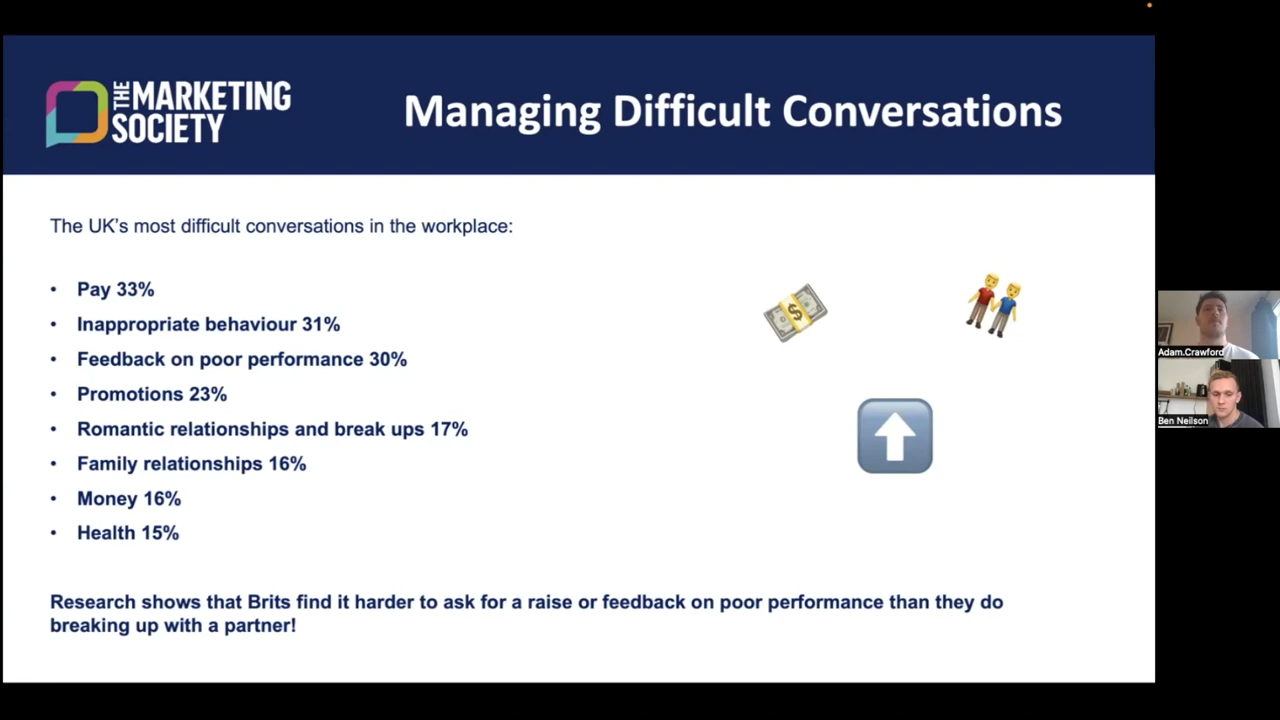 THE MARKETING
SOCIETY
Managing Difficult Conversations
The UK's most difficult conversations in the workplace:
• Pay 33%
• Inappropriate behaviour 31%
• Feedback on poor performance 30%
• Promotions 23%
• Romantic relationships and break ups 17%
• Family relationships 16%
• Money 16%
• Health 15%
Research shows that Brits find it harder to ask for a raise or feedback on poor performance than they do
breaking up with a partner!
Adam.Crawford
Ben Neilson